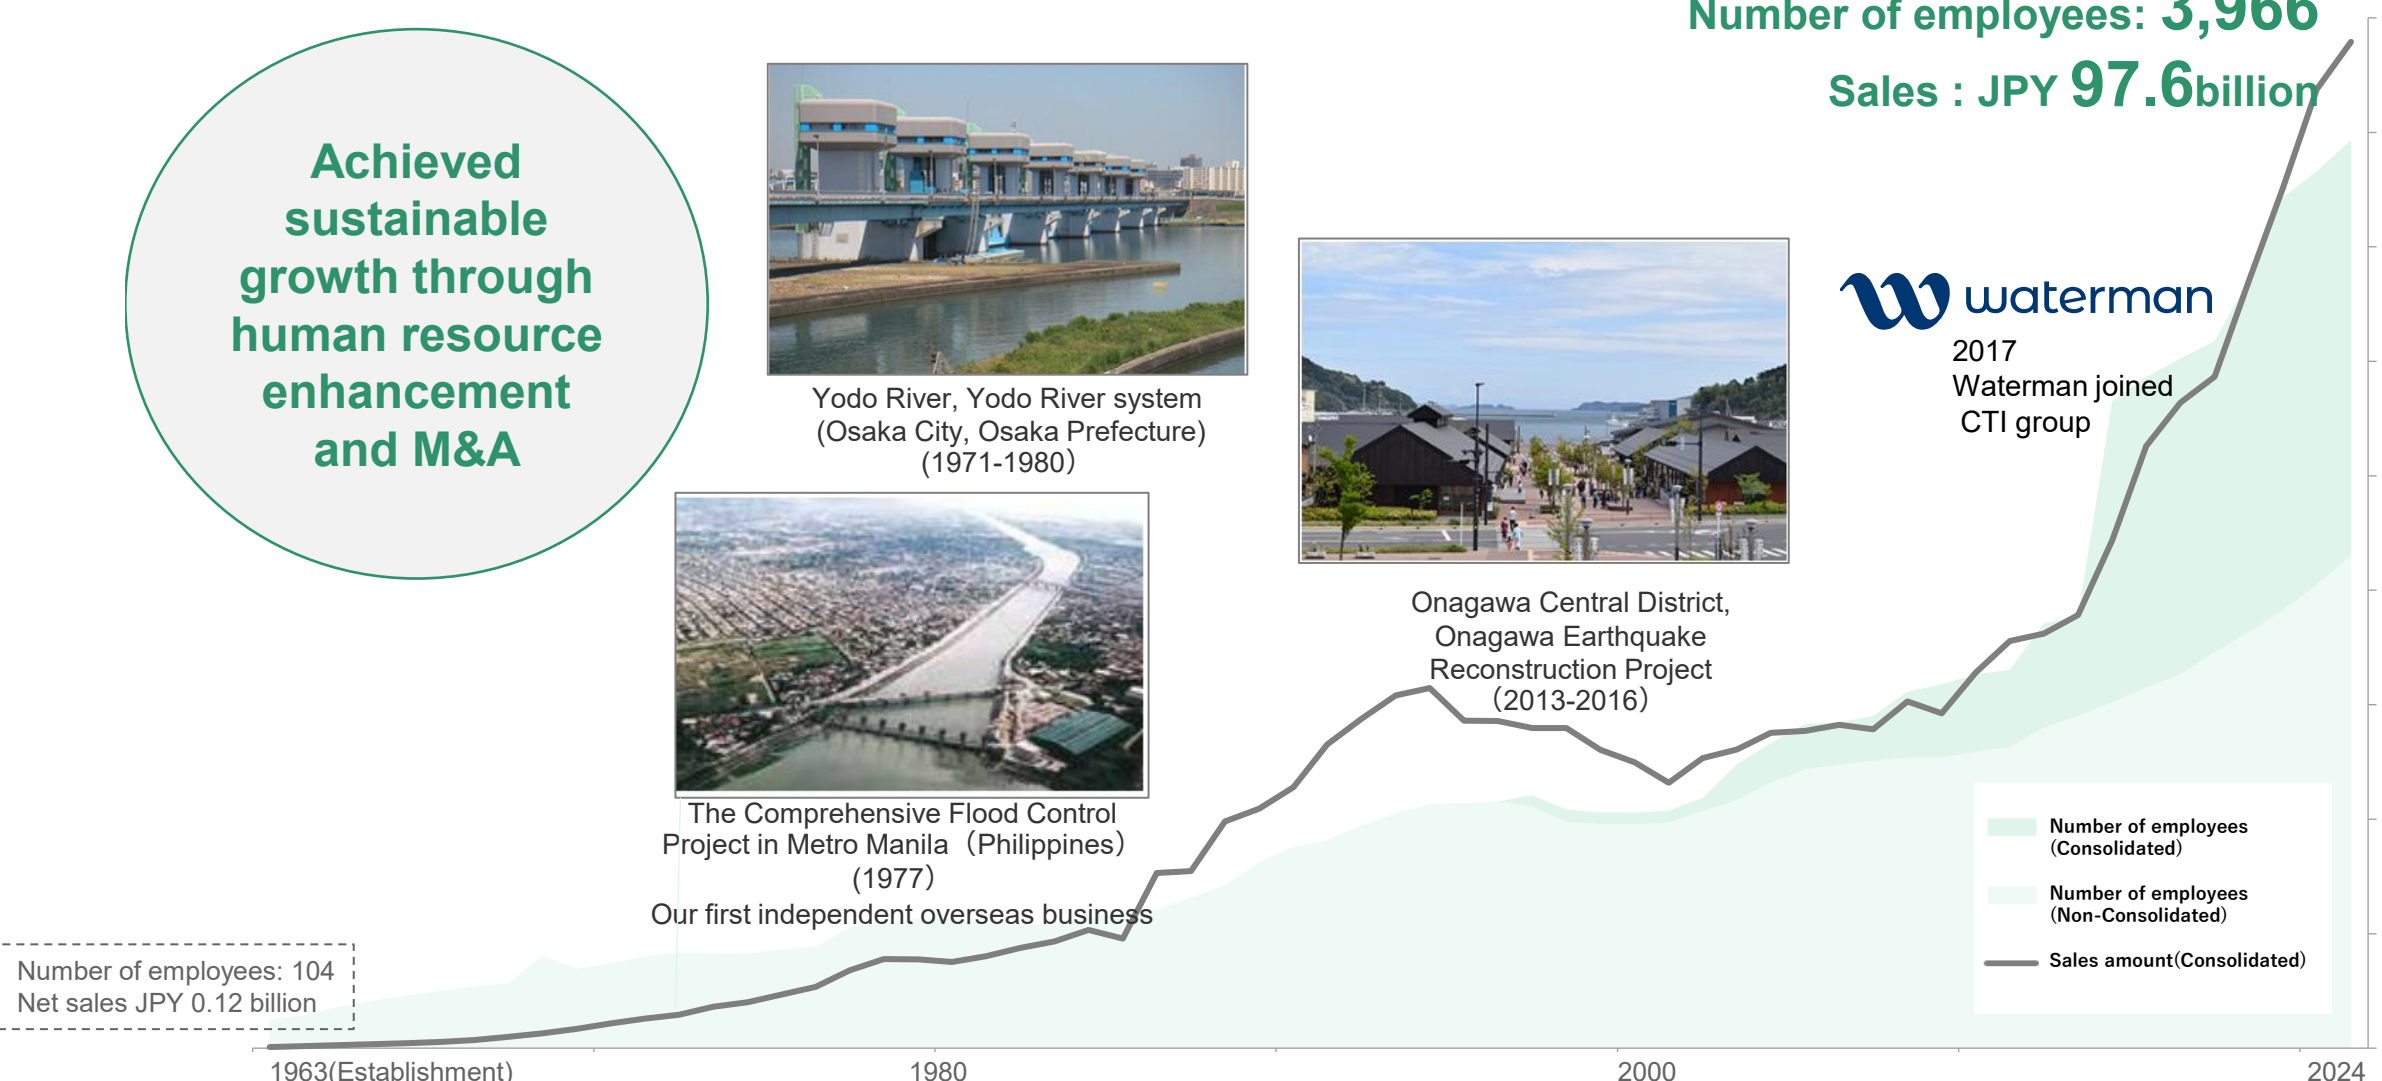 Number of employees: 3,966
Sales : JPY 97.6billion
Achieved
sustainable
growth through
human resource
enhancement
and M&A
Yodo River, Yodo River system
(Osaka City, Osaka Prefecture)
(1971-1980）
waterman
2017
Waterman joined
CTI group
Onagawa Central District,
Onagawa Earthquake
Reconstruction Project
（2013-2016）
The Comprehensive Flood Control
Project in Metro Manila（Philippines）
(1977）
Our first independent overseas business
Number of employees: 104
Net sales JPY 0.12 billion
Number of employees
(Consolidated)
Number of employees
(Non-Consolidated)
Sales amount(Consolidated)
1963(Establishment)
1980
2000
2024